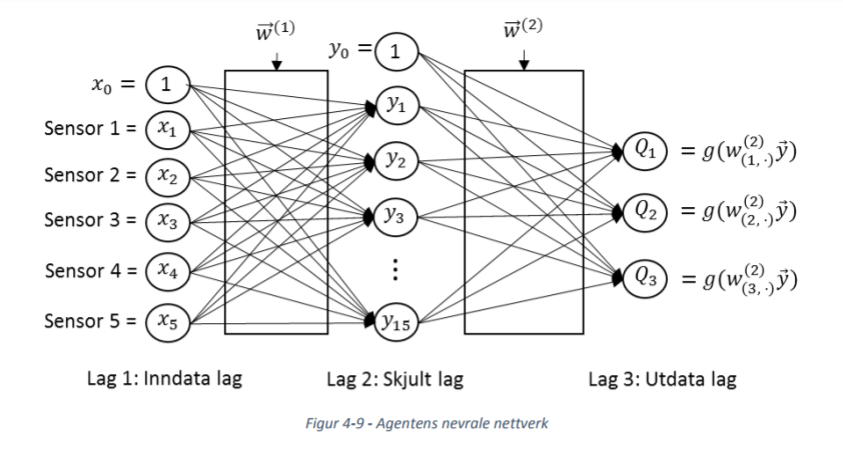 w⃗⁽¹⁾
w⃗⁽²⁾
y₀ = 1
x₀ = 1
Sensor 1 = x₁
Sensor 2 = x₂
Sensor 3 = x₃
Sensor 4 = x₄
Sensor 5 = x₅
y₁
y₂
y₃
⋮
y₁₅
Q₁ = g(w⁽²⁾₍₁, .₎y⃗)
Q₂ = g(w⁽²⁾₍₂, .₎y⃗)
Q₃ = g(w⁽²⁾₍₃, .₎y⃗)
Lag 1: Inndata lag
Lag 2: Skjult lag
Lag 3: Utdata lag
Figur 4-9 - Agentens nevrale nettverk